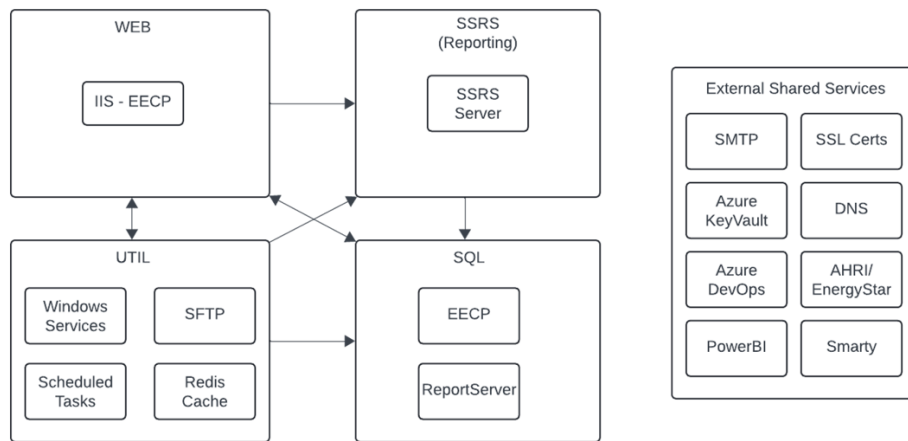 WEB
IIS - EECP
SSRS
(Reporting)
SSRS
Server
UTIL
Windows
Services
SFTP
Scheduled
Tasks
Redis
Cache
SQL
EECP
ReportServer
External Shared Services
SMTP
SSL Certs
Azure
KeyVault
DNS
Azure
DevOps
AHRI/
EnergyStar
PowerBI
Smarty